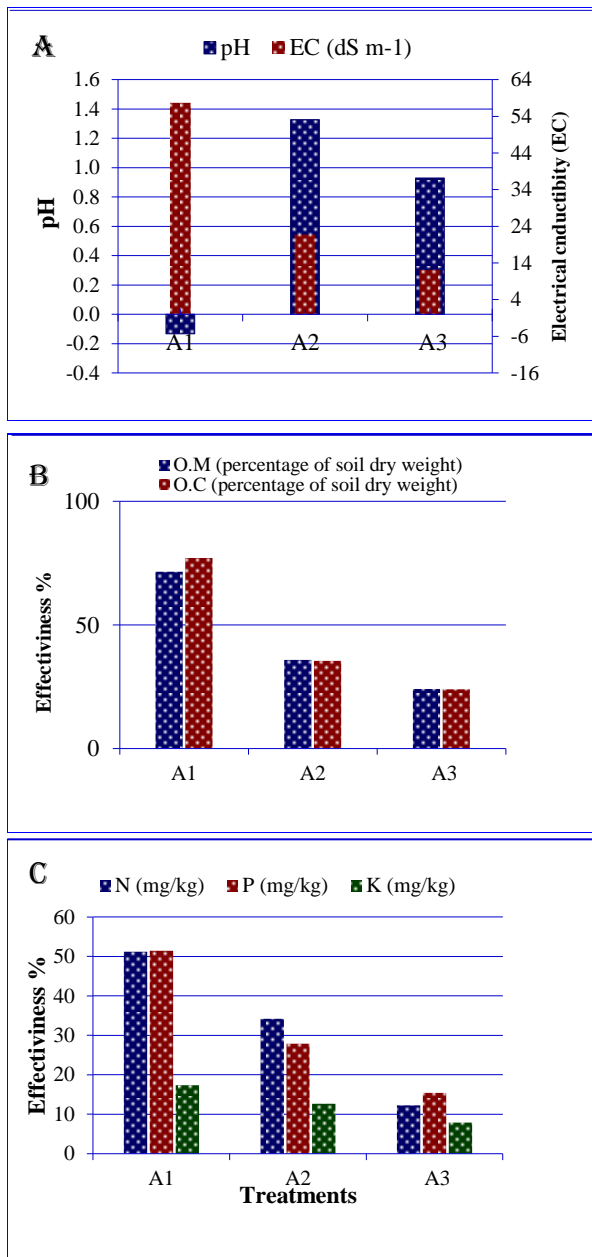 A
pH EC (dS m-1)
1.6 64
1.4 54
1.2 44
1.0 34
0.8 24
0.6 14
0.4 4
0.2 -6
0.0 -16
-0.2
-0.4
pH
Electrical cnductibity (EC)
A1 A2 A3
B
O.M (percentage of soil dry weight)
O.C (percentage of soil dry weight)
100
50
0
Effectiviness %
A1 A2 A3
C
N (mg/kg) P (mg/kg) K (mg/kg)
60
50
40
30
20
10
0
Effectiviness %
A1 A2 A3
Treatments